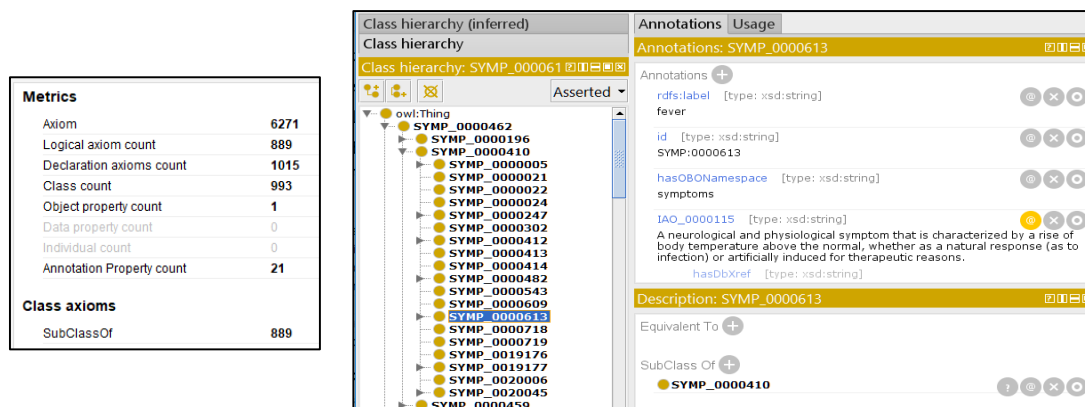 Metrics
Axiom 6271
Logical axiom count 889
Declaration axioms count 1015
Class count 993
Object property count 1
Data property count 0
Individual count 0
Annotation Property count 21
Class axioms
SubClassOf 889
Class hierarchy (inferred)
Class hierarchy
Class hierarchy: SYMP_000061
Asserted
owl:Thing
SYMP_0000462
SYMP_0000196
SYMP_0000410
SYMP_0000005
SYMP_0000021
SYMP_0000022
SYMP_0000024
SYMP_0000247
SYMP_0000302
SYMP_0000412
SYMP_0000413
SYMP_0000414
SYMP_0000482
SYMP_0000543
SYMP_0000609
SYMP_0000613
SYMP_0000718
SYMP_0000719
SYMP_0019176
SYMP_0019177
SYMP_0020006
SYMP_0020045
SYMP_0000459
Annotations Usage
Annotations: SYMP_0000613
Annotations
rdfs:label [type: xsd:string]
fever
id [type: xsd:string]
SYMP:0000613
hasOBONamespace [type: xsd:string]
symptoms
IAO_0000115 [type: xsd:string]
A neurological and physiological symptom that is characterized by a rise of
body temperature above the normal, whether as a natural response (as to
infection) or artificially induced for therapeutic reasons.
hasDbXref [type: xsd:string]
Description: SYMP_0000613
Equivalent To
SubClass Of
SYMP_0000410